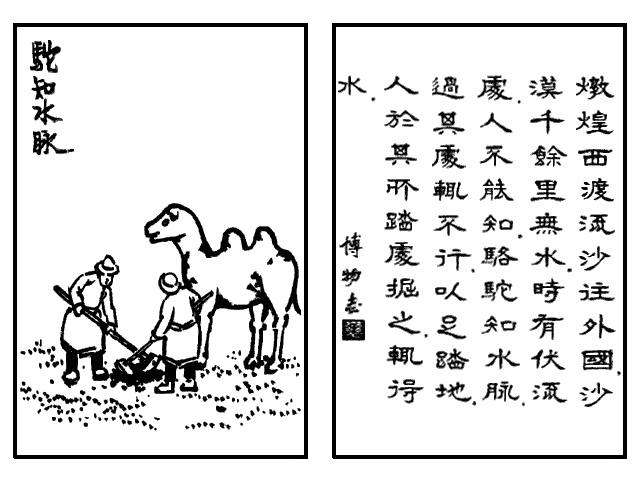 駝知水脉
燉煌西渡流沙往外國.沙
漠千餘里無水.時有伏流
處.人不能知.駱駝知水脉.
過其處輒不行.以足踏地.
人於其所踏處掘之.輒得
水.
博物志